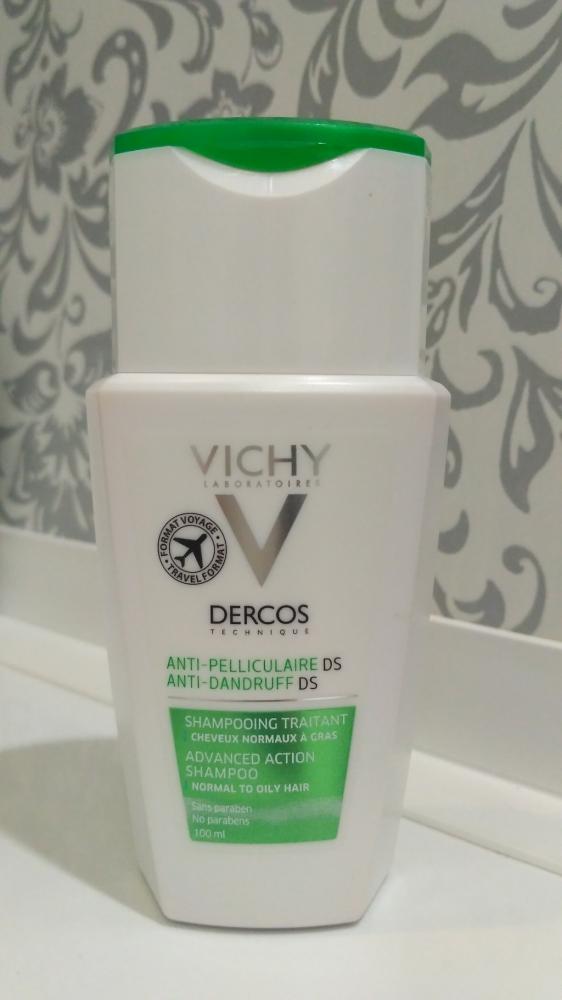 VICHY
LABORATOIRES
FORMAT VOYAGE
TRAVEL FORMAT
DERCOS
TECHNIQUE
ANTI-PELLICULAIRE DS
ANTI-DANDRUFF DS
SHAMPOOING TRAITANT
CHEVEUX NORMAUX À GRAS
ADVANCED ACTION
SHAMPOO
NORMAL TO OILY HAIR
Sans paraben
No parabens
100 ml